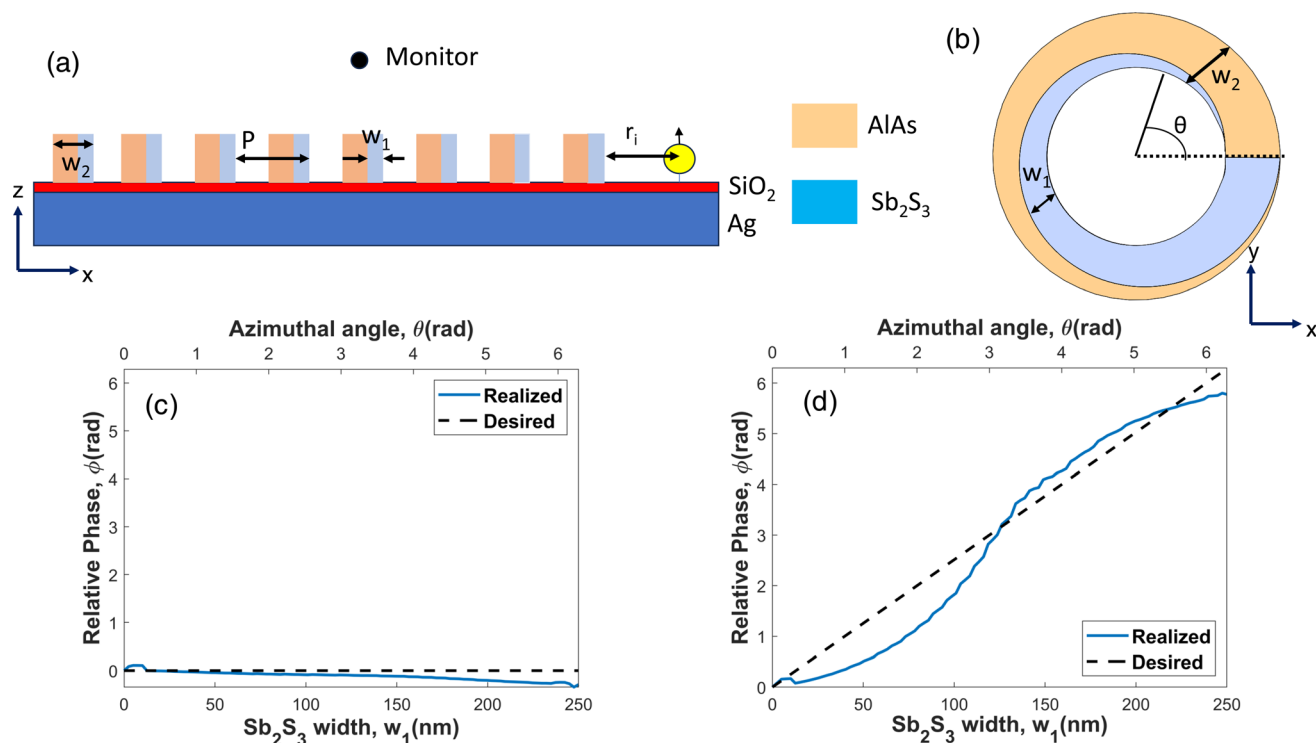 (a)
Monitor
P
w₁
rᵢ
w₂
SiO₂
Ag
z
x
AlAs
Sb₂S₃
(b)
w₂
θ
w₁
y
x
Azimuthal angle, θ(rad)
0 1 2 3 4 5 6
(c)
Realized
Desired
Relative Phase, ϕ(rad)
6
5
4
3
2
1
0
0 50 100 150 200 250
Sb₂S₃ width, w₁(nm)
Azimuthal angle, θ(rad)
0 1 2 3 4 5 6
(d)
Relative Phase, ϕ(rad)
6
5
4
3
2
1
0
Realized
Desired
0 50 100 150 200 250
Sb₂S₃ width, w₁(nm)